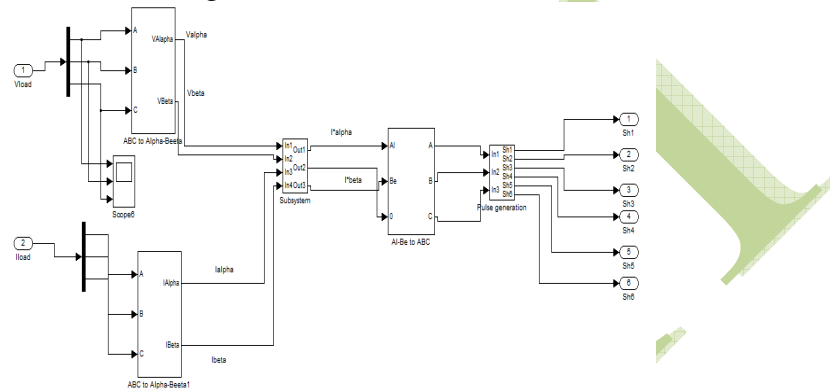 A
VAlapha
Valpha
1
Vload
B
Vbeta
VBeta
C
ABC to Alpha-Beeta
Scope6
In1
Out1
In2
Out2
In3
In4
Out3
Subsystem
I*alpha
I*beta
Al
A
Be
B
0
C
Al-Be to ABC
In1
In2
In3
Sh1
Sh2
Sh3
Sh4
Sh5
Sh6
Pulse generation
1
Sh1
2
Sh2
3
Sh3
4
Sh4
5
Sh5
6
Sh6
2
Iload
A
IAlpha
Ialpha
B
IBeta
Ibeta
C
ABC to Alpha-Beeta1